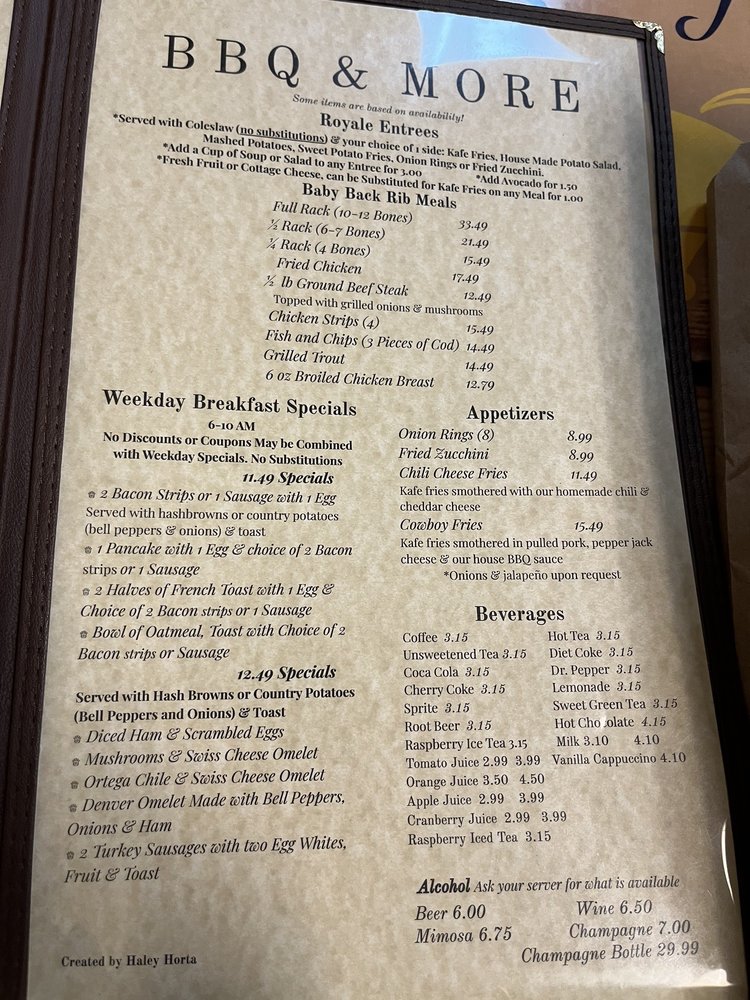 BBQ & MORE
Some items are based on availability!
Royale Entrees
*Served with Coleslaw (no substitutions) & your choice of 1 side: Kafe Fries, House Made Potato Salad,
Mashed Potatoes, Sweet Potato Fries, Onion Rings or Fried Zucchini.
*Add a Cup of Soup or Salad to any Entree for 3.00 *Add Avocado for 1.50
*Fresh Fruit or Cottage Cheese, can be Substituted for Kafe Fries on any Meal for 1.00
Baby Back Rib Meals
Full Rack (10-12 Bones) 33.49
½ Rack (6-7 Bones) 21.49
¼ Rack (4 Bones) 15.49
Fried Chicken 17.49
½ lb Ground Beef Steak 12.49
Topped with grilled onions & mushrooms
Chicken Strips (4) 15.49
Fish and Chips (3 Pieces of Cod) 14.49
Grilled Trout 14.49
6 oz Broiled Chicken Breast 12.79
Weekday Breakfast Specials
6-10 AM
No Discounts or Coupons May be Combined
with Weekday Specials. No Substitutions
11.49 Specials
2 Bacon Strips or 1 Sausage with 1 Egg
Served with hashbrowns or country potatoes
(bell peppers & onions) & toast
1 Pancake with 1 Egg & choice of 2 Bacon
strips or 1 Sausage
2 Halves of French Toast with 1 Egg &
Choice of 2 Bacon strips or 1 Sausage
Bowl of Oatmeal, Toast with Choice of 2
Bacon strips or Sausage
12.49 Specials
Served with Hash Browns or Country Potatoes
(Bell Peppers and Onions) & Toast
Diced Ham & Scrambled Eggs
Mushrooms & Swiss Cheese Omelet
Ortega Chile & Swiss Cheese Omelet
Denver Omelet Made with Bell Peppers,
Onions & Ham
2 Turkey Sausages with two Egg Whites,
Fruit & Toast
Created by Haley Horta
Appetizers
Onion Rings (8) 8.99
Fried Zucchini 8.99
Chili Cheese Fries 11.49
Kafe fries smothered with our homemade chili &
cheddar cheese
Cowboy Fries 15.49
Kafe fries smothered in pulled pork, pepper jack
cheese & our house BBQ sauce
*Onions & jalapeño upon request
Beverages
Coffee 3.15 Hot Tea 3.15
Unsweetened Tea 3.15 Diet Coke 3.15
Coca Cola 3.15 Dr. Pepper 3.15
Cherry Coke 3.15 Lemonade 3.15
Sprite 3.15 Sweet Green Tea 3.15
Root Beer 3.15 Hot Chocolate 4.15
Raspberry Ice Tea 3.15 Milk 3.10 4.10
Tomato Juice 2.99 3.99 Vanilla Cappuccino 4.10
Orange Juice 3.50 4.50
Apple Juice 2.99 3.99
Cranberry Juice 2.99 3.99
Raspberry Iced Tea 3.15
Alcohol Ask your server for what is available
Beer 6.00 Wine 6.50
Mimosa 6.75 Champagne 7.00
Champagne Bottle 29.99